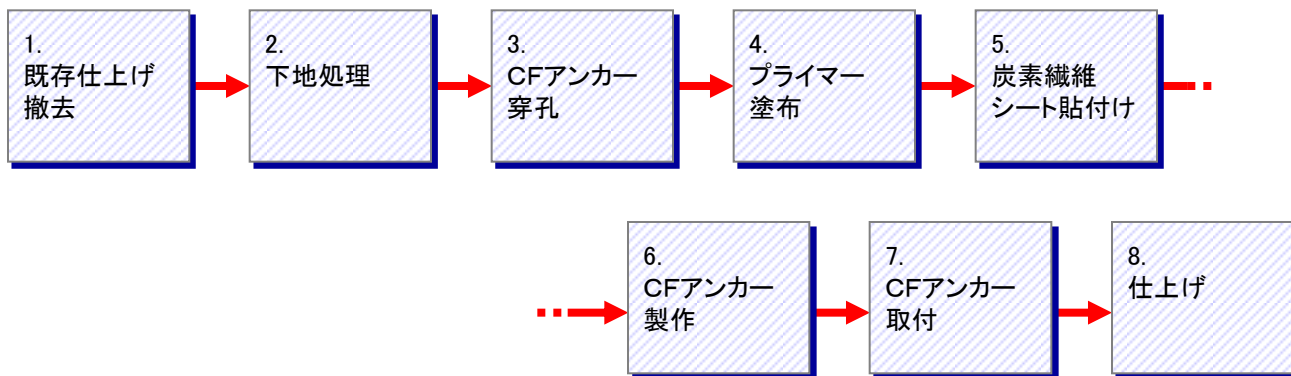 1.
既存仕上げ
撤去
2.
下地処理
3.
CFアンカー
穿孔
4.
プライマー
塗布
5.
炭素繊維
シート貼付け
6.
CFアンカー
製作
7.
CFアンカー
取付
8.
仕上げ